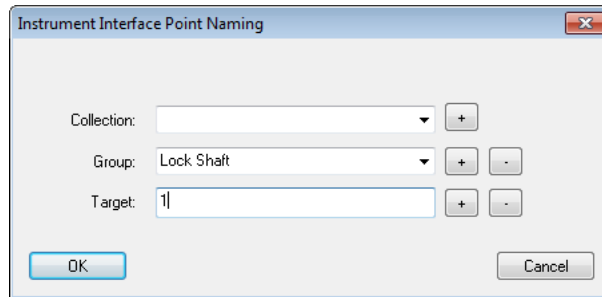 Instrument Interface Point Naming
Collection: +
Group: Lock Shaft + -
Target: 1 + -
OK Cancel